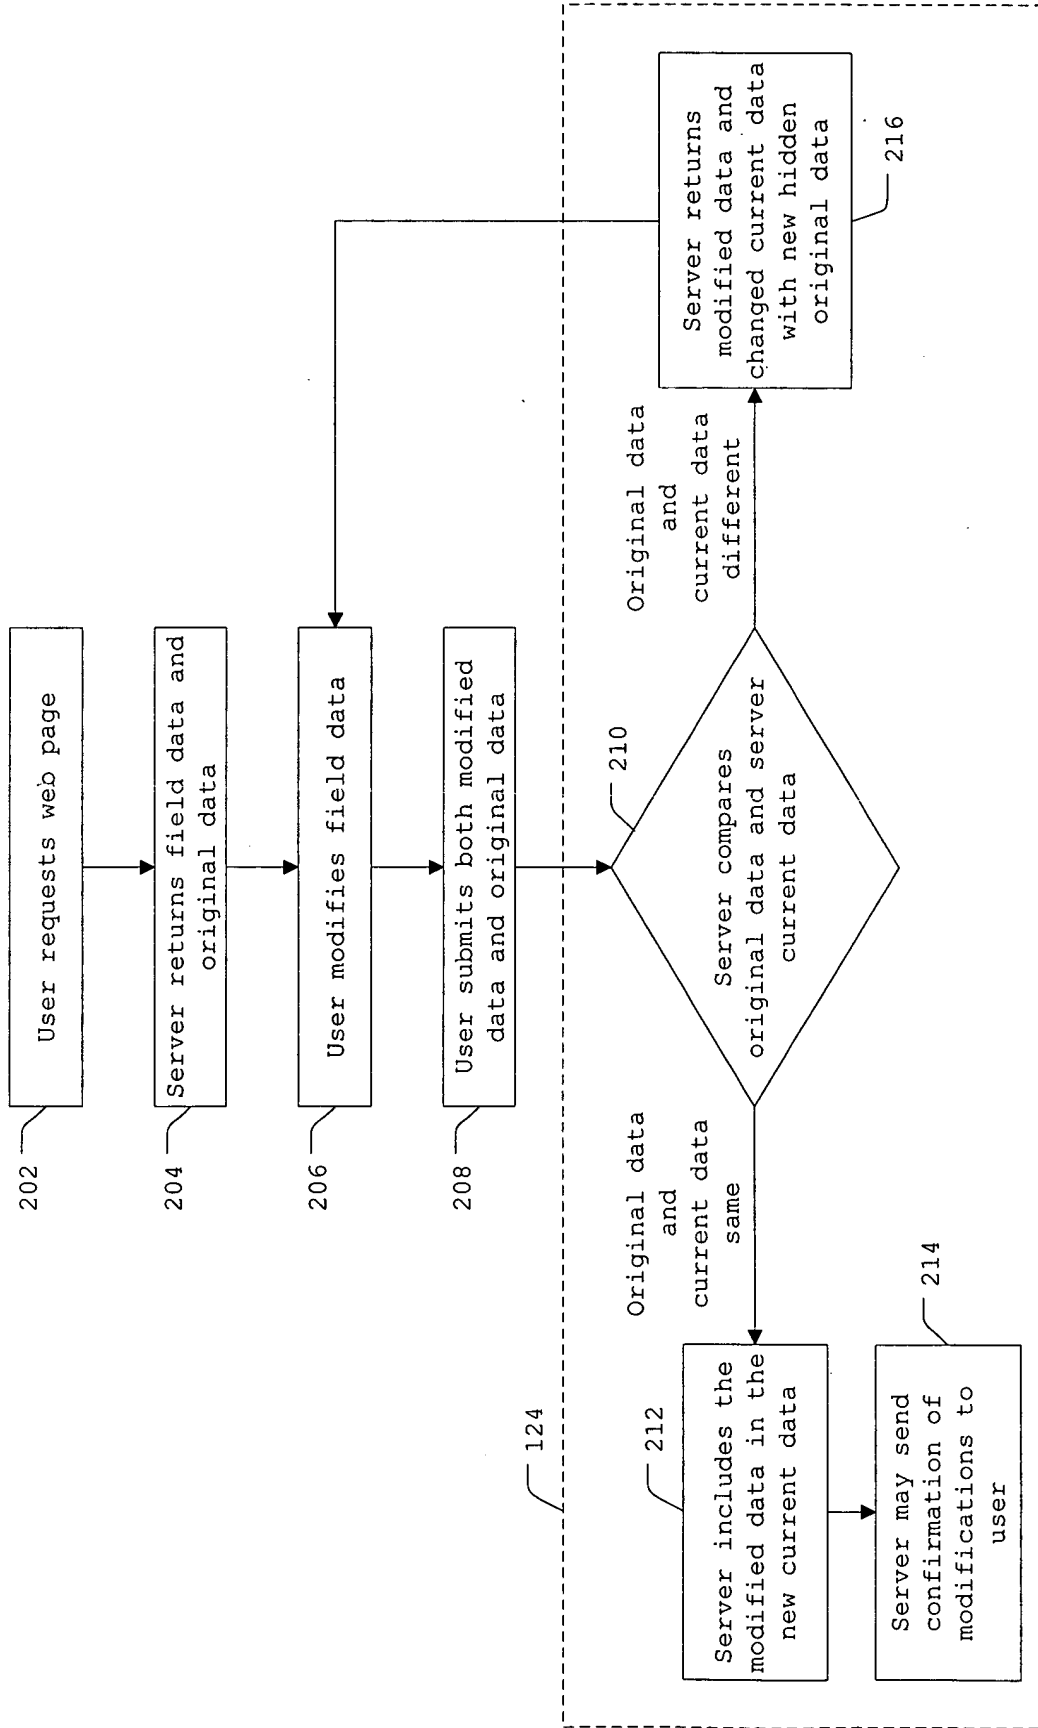 202
User requests web page
204
Server returns field data and
original data
206
User modifies field data
208
User submits both modified
data and original data
124
210
Server compares
original data and server
current data
Original data
and
current data
same
Original data
and
current data
different
212
Server includes the
modified data in the
new current data
214
Server may send
confirmation of
modifications to
user
Server returns
modified data and
changed current data
with new hidden
original data
216